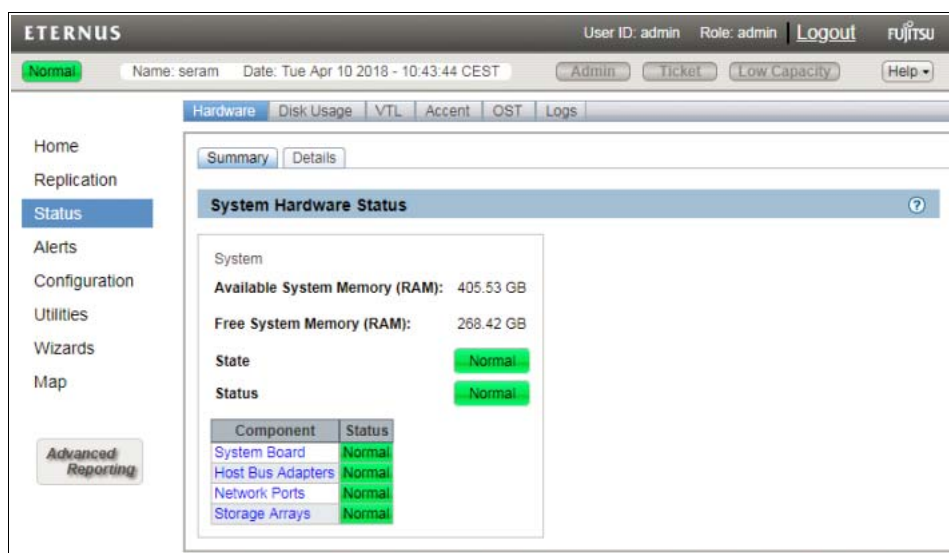 ETERNUS User ID: admin Role: admin Logout FUJITSU
Normal Name: seram Date: Tue Apr 10 2018 - 10:43:44 CEST Admin Ticket Low Capacity Help
Hardware Disk Usage VTL Accent OST Logs
Home
Replication
Status
Alerts
Configuration
Utilities
Wizards
Map
Advanced
Reporting
Summary Details
System Hardware Status ?
System
Available System Memory (RAM): 405.53 GB
Free System Memory (RAM): 268.42 GB
State Normal
Status Normal
Component Status
System Board Normal
Host Bus Adapters Normal
Network Ports Normal
Storage Arrays Normal